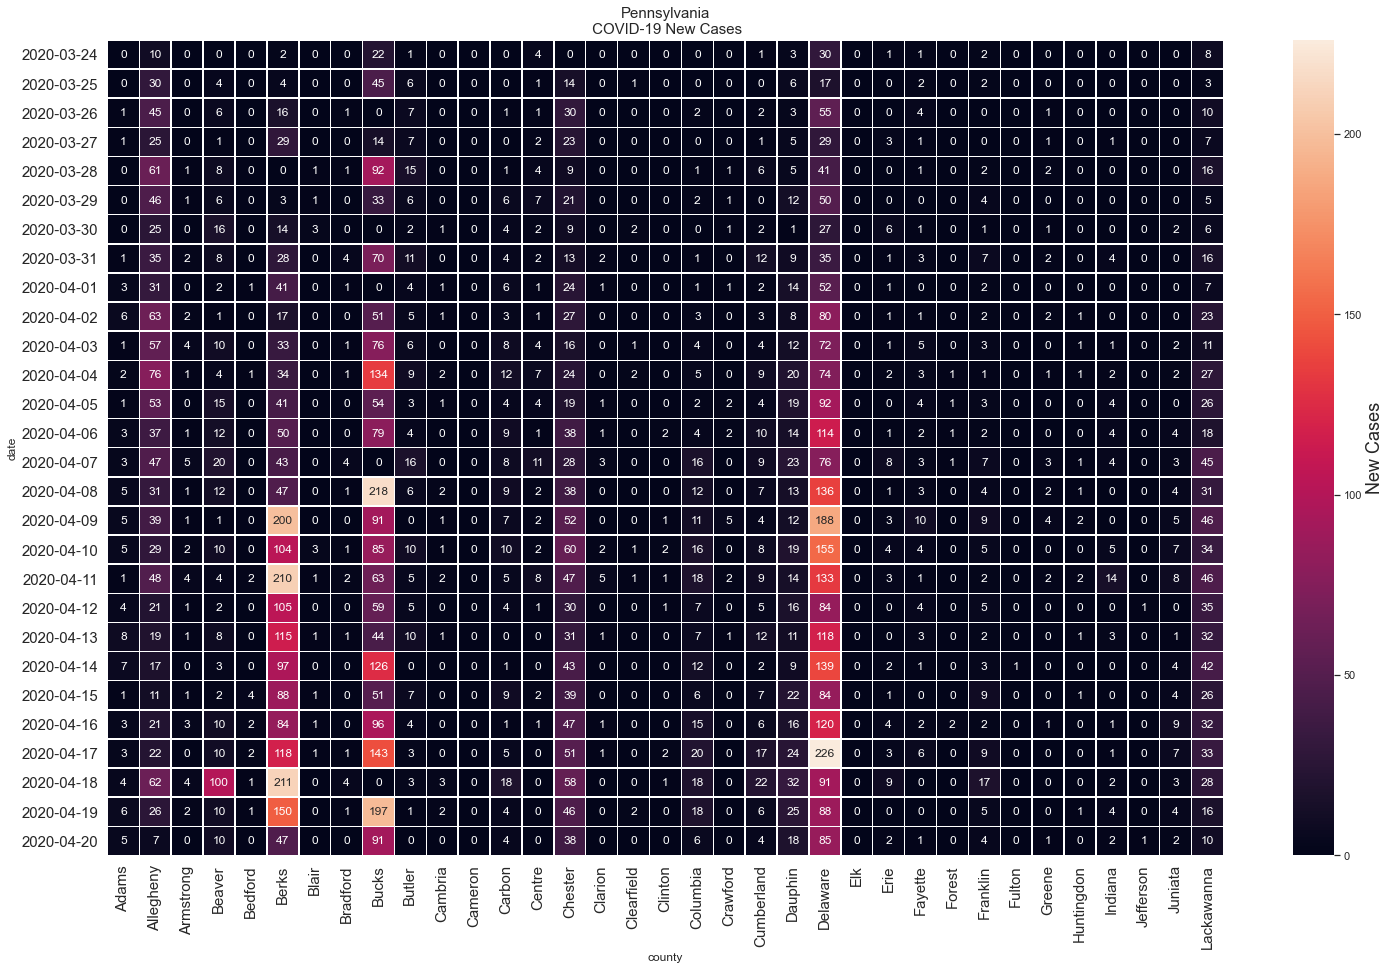 Pennsylvania
COVID-19 New Cases
2020-03-24 0 10 0 0 0 2 0 0 22 1 0 0 0 4 0 0 0 0 0 0 1 3 30 0 1 1 0 2 0 0 0 0 0 0 8
2020-03-25 0 30 0 4 0 4 0 0 45 6 0 0 0 1 14 0 1 0 0 0 0 6 17 0 0 2 0 2 0 0 0 0 0 0 3
2020-03-26 1 45 0 6 0 16 0 1 0 7 0 0 1 1 30 0 0 0 2 0 2 3 55 0 0 4 0 0 0 1 0 0 0 0 10
2020-03-27 1 25 0 1 0 29 0 0 14 7 0 0 0 2 23 0 0 0 0 0 1 5 29 0 3 1 0 0 0 1 0 1 0 0 7
2020-03-28 0 61 1 8 0 0 1 1 92 15 0 0 1 4 9 0 0 0 1 1 6 5 41 0 0 1 0 2 0 2 0 0 0 0 16
2020-03-29 0 46 1 6 0 3 1 0 33 6 0 0 6 7 21 0 0 0 2 1 0 12 50 0 0 0 0 4 0 0 0 0 0 0 5
2020-03-30 0 25 0 16 0 14 3 0 0 2 1 0 4 2 9 0 2 0 0 1 2 1 27 0 6 1 0 1 0 1 0 0 0 2 6
2020-03-31 1 35 2 8 0 28 0 4 70 11 0 0 4 2 13 2 0 0 1 0 12 9 35 0 1 3 0 7 0 2 0 4 0 0 16
2020-04-01 3 31 0 2 1 41 0 1 0 4 1 0 6 1 24 1 0 0 1 1 2 14 52 0 1 0 0 2 0 0 0 0 0 0 7
2020-04-02 6 63 2 1 0 17 0 0 51 5 1 0 3 1 27 0 0 0 3 0 3 8 80 0 1 1 0 2 0 2 1 0 0 0 23
2020-04-03 1 57 4 10 0 33 0 1 76 6 0 0 8 4 16 0 1 0 4 0 4 12 72 0 1 5 0 3 0 0 1 1 0 2 11
2020-04-04 2 76 1 4 1 34 0 1 134 9 2 0 12 7 24 0 2 0 5 0 9 20 74 0 2 3 1 1 0 1 1 2 0 2 27
2020-04-05 1 53 0 15 0 41 0 0 54 3 1 0 4 4 19 1 0 0 2 2 4 19 92 0 0 4 1 3 0 0 0 4 0 0 26
2020-04-06 3 37 1 12 0 50 0 0 79 4 0 0 9 1 38 1 0 2 4 2 10 14 114 0 1 2 1 2 0 0 0 4 0 4 18
2020-04-07 3 47 5 20 0 43 0 4 0 16 0 0 8 11 28 3 0 0 16 0 9 23 76 0 8 3 1 7 0 3 1 4 0 3 45
2020-04-08 5 31 1 12 0 47 0 1 218 6 2 0 9 2 38 0 0 0 12 0 7 13 136 0 1 3 0 4 0 2 1 0 0 4 31
2020-04-09 5 39 1 1 0 200 0 0 91 0 1 0 7 2 52 0 0 1 11 5 4 12 188 0 3 10 0 9 0 4 2 0 0 5 46
2020-04-10 5 29 2 10 0 104 3 1 85 10 1 0 10 2 60 2 1 2 16 0 8 19 155 0 4 4 0 5 0 0 0 5 0 7 34
2020-04-11 1 48 4 4 2 210 1 2 63 5 2 0 5 8 47 5 1 1 18 2 9 14 133 0 3 1 0 2 0 2 2 14 0 8 46
2020-04-12 4 21 1 2 0 105 0 0 59 5 0 0 4 1 30 0 0 1 7 0 5 16 84 0 0 4 0 5 0 0 0 0 1 0 35
2020-04-13 8 19 1 8 0 115 1 1 44 10 1 0 0 0 31 1 0 0 7 1 12 11 118 0 0 3 0 2 0 0 1 3 0 1 32
2020-04-14 7 17 0 3 0 97 0 0 126 0 0 0 1 0 43 0 0 0 12 0 2 9 139 0 2 1 0 3 1 0 0 0 0 4 42
2020-04-15 1 11 1 2 4 88 1 0 51 7 0 0 9 2 39 0 0 0 6 0 7 22 84 0 1 0 0 9 0 0 1 0 0 4 26
2020-04-16 3 21 3 10 2 84 1 0 96 4 0 0 1 1 47 1 0 0 15 0 6 16 120 0 4 2 2 2 0 1 0 1 0 9 32
2020-04-17 3 22 0 10 2 118 1 1 143 3 0 0 5 0 51 1 0 2 20 0 17 24 226 0 3 6 0 9 0 0 0 1 0 7 33
2020-04-18 4 62 4 100 1 211 0 4 0 3 3 0 18 0 58 0 0 1 18 0 22 32 91 0 9 0 0 17 0 0 0 2 0 3 28
2020-04-19 6 26 2 10 1 150 0 1 197 1 2 0 4 0 46 0 2 0 18 0 6 25 88 0 0 0 0 5 0 0 1 4 0 4 16
2020-04-20 5 7 0 10 0 47 0 0 91 0 0 0 4 0 38 0 0 0 6 0 4 18 85 0 2 1 0 4 0 1 0 2 1 2 10
date
Adams Allegheny Armstrong Beaver Bedford Berks Blair Bradford Bucks Butler Cambria Cameron Carbon Centre Chester Clarion Clearfield Clinton Columbia Crawford Cumberland Dauphin Delaware Elk Erie Fayette Forest Franklin Fulton Greene Huntingdon Indiana Jefferson Juniata Lackawanna
county
200
150
100
50
0
New Cases